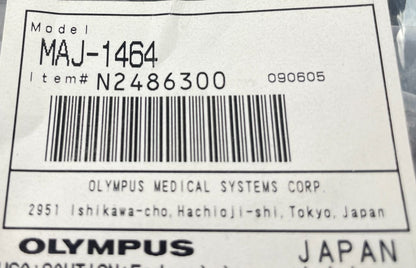 Model
MAJ-1464
Item# N2486300 090605
OLYMPUS MEDICAL SYSTEMS CORP.
2951 Ishikawa-cho, Hachioji-shi, Tokyo, Japan
OLYMPUS JAPAN